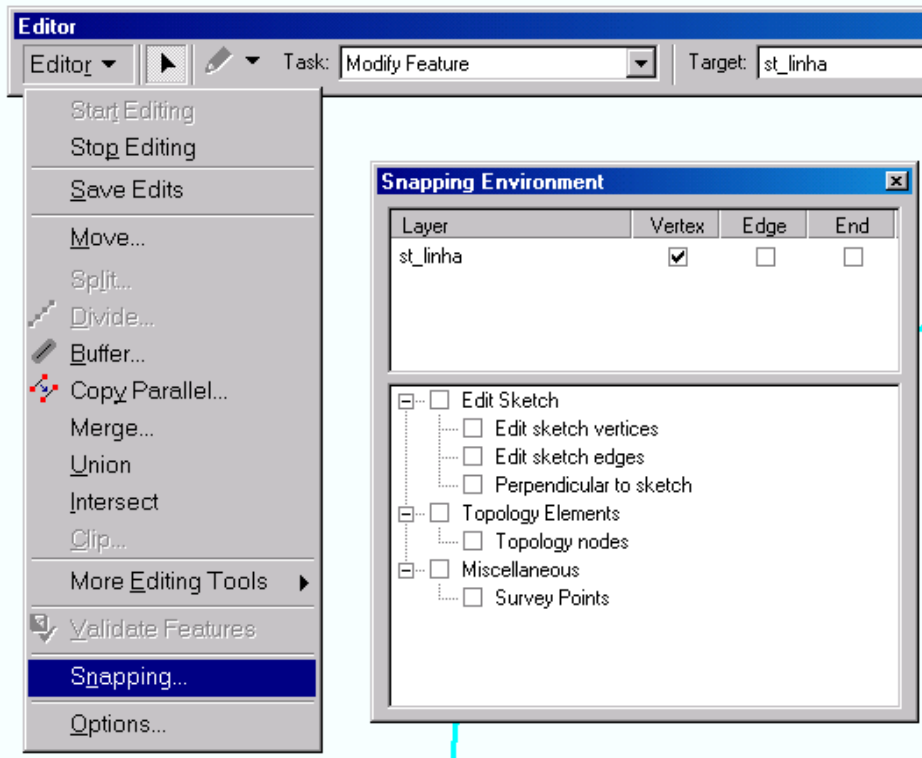 Editor
Editor Task: Modify Feature Target: st_linha
Start Editing
Stop Editing
Save Edits
Move...
Split...
Divide...
Buffer...
Copy Parallel...
Merge...
Union
Intersect
Clip...
More Editing Tools
Validate Features
Snapping...
Options...
Snapping Environment
Layer Vertex Edge End
st_linha
Edit Sketch
Edit sketch vertices
Edit sketch edges
Perpendicular to sketch
Topology Elements
Topology nodes
Miscellaneous
Survey Points